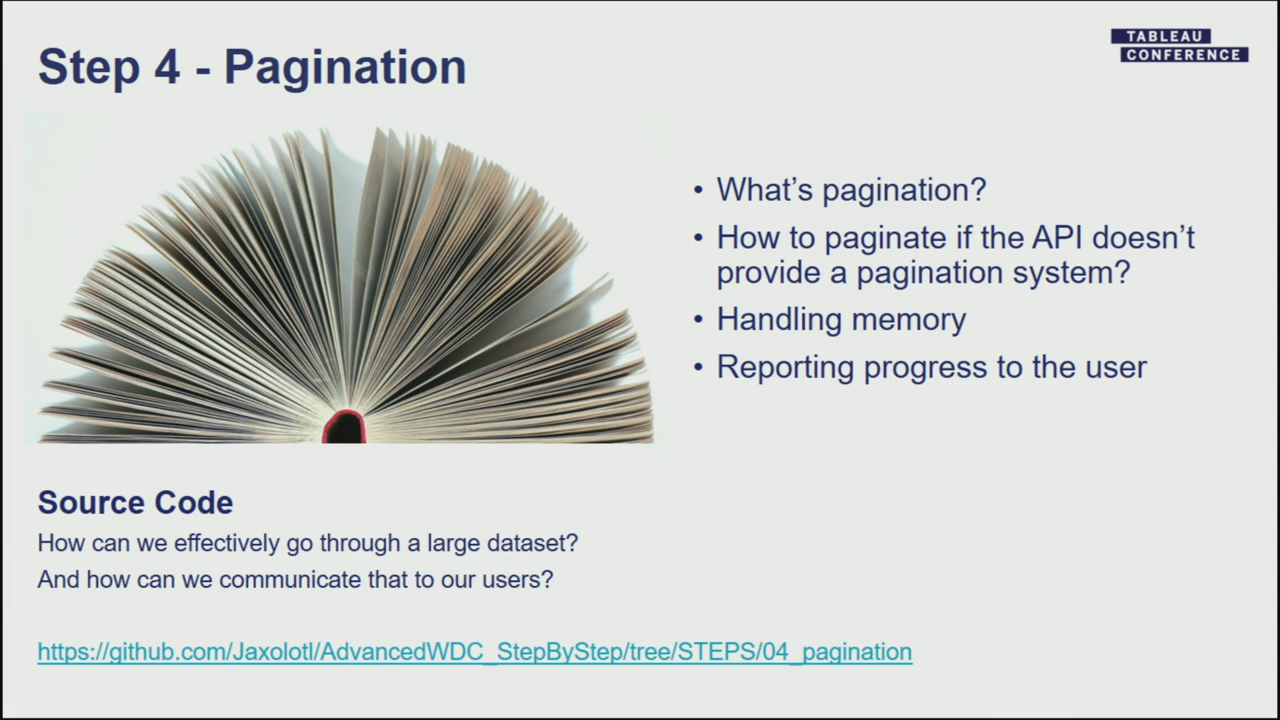 Step 4 - Pagination
TABLEAU
CONFERENCE
• What’s pagination?
• How to paginate if the API doesn’t
provide a pagination system?
• Handling memory
• Reporting progress to the user
Source Code
How can we effectively go through a large dataset?
And how can we communicate that to our users?
https://github.com/Jaxolotl/AdvancedWDC_StepByStep/tree/STEPS/04_pagination